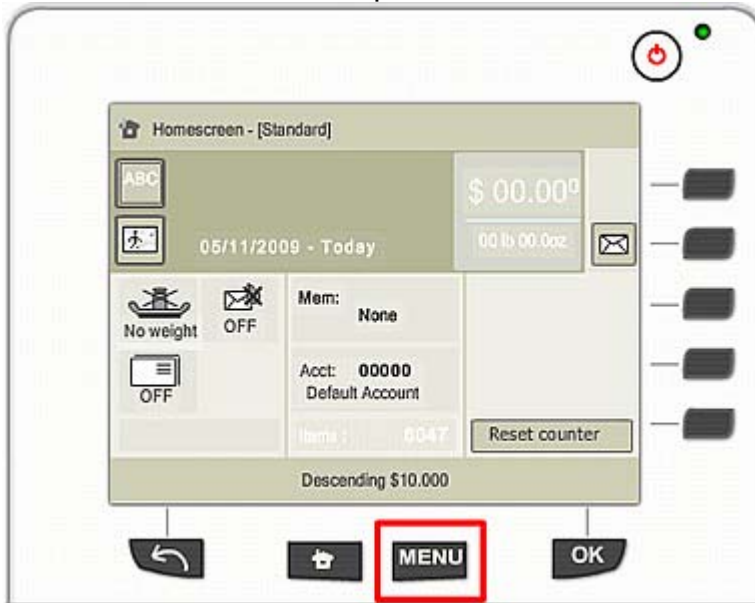 Homescreen - [Standard]
ABC
$ 00.00⁰
05/11/2009 - Today
00 lb 00.0oz
No weight
OFF
Mem:
None
OFF
Acct: 00000
Default Account
Items : 6047
Reset counter
Descending $10.000
MENU
OK